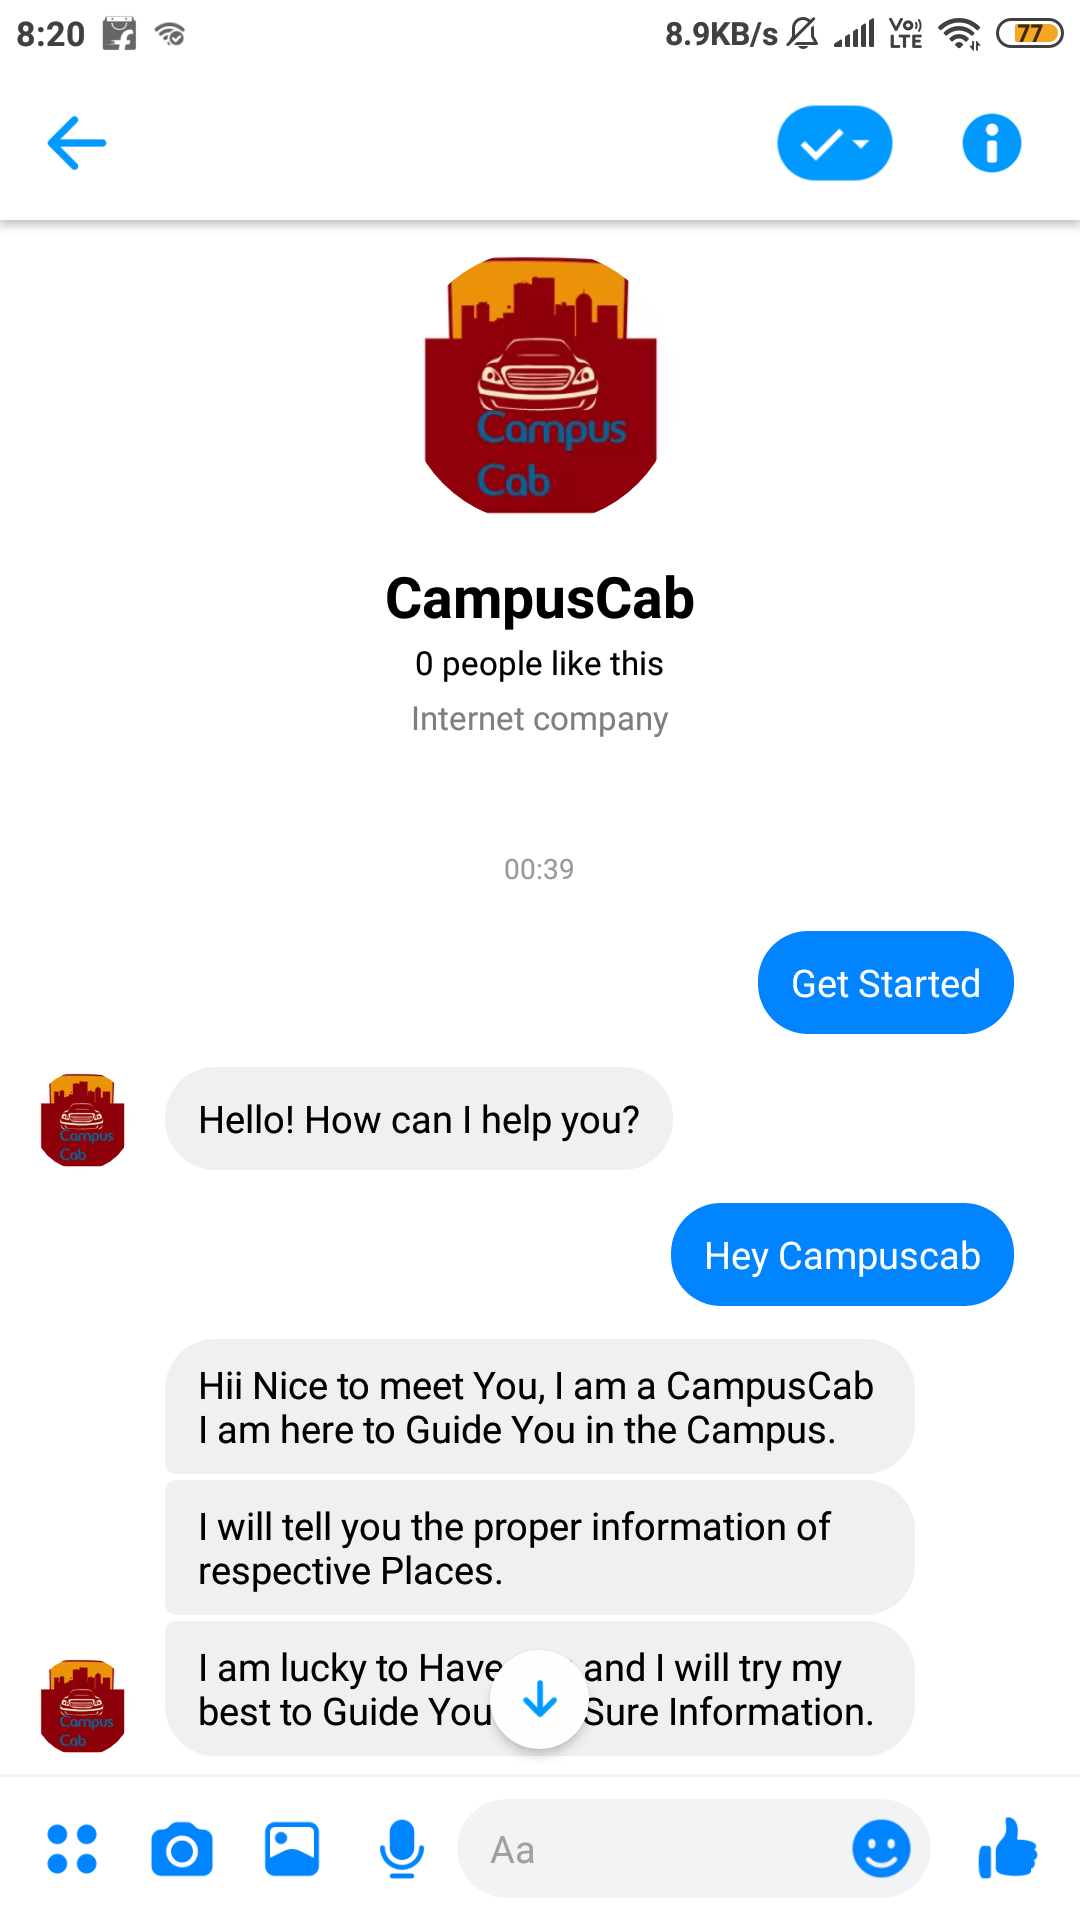 8:20
8.9KB/s
Vo))
LTE
77
Campus
Cab
CampusCab
0 people like this
Internet company
00:39
Get Started
Campus
Cab
Hello! How can I help you?
Hey Campuscab
Hii Nice to meet You, I am a CampusCab
I am here to Guide You in the Campus.
I will tell you the proper information of
respective Places.
Campus
Cab
I am lucky to Have and I will try my
best to Guide You Sure Information.
Aa